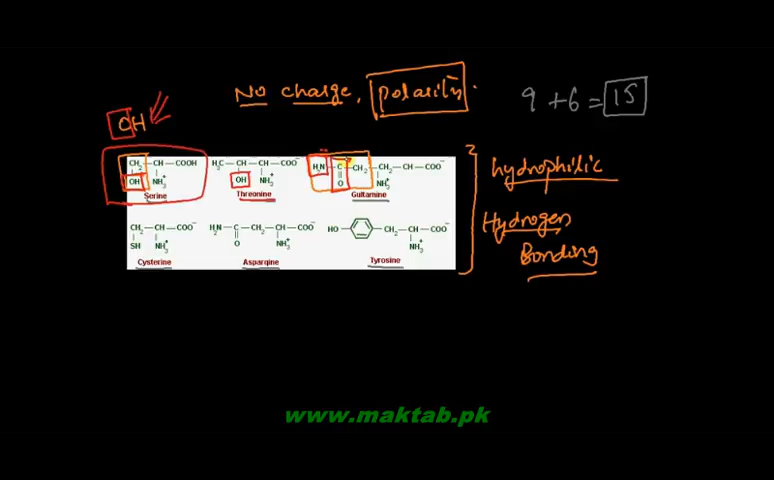 No charge, polarity.
9 + 6 = 15
OH
CH2 — CH — COOH
OH NH3+
Serine
H3C — CH — CH — COO-
OH NH3+
Threonine
H2N — C — CH2 — CH2 — CH — COO-
O NH3+
Gultamine
hydrophilic
Hydrogen
Bonding
CH2 — CH — COO-
SH NH3+
Cysterine
H2N — C — CH2 — CH — COO-
O NH3+
Asparqine
HO CH2 — CH — COO-
NH3+
Tyrosine
www.maktab.pk